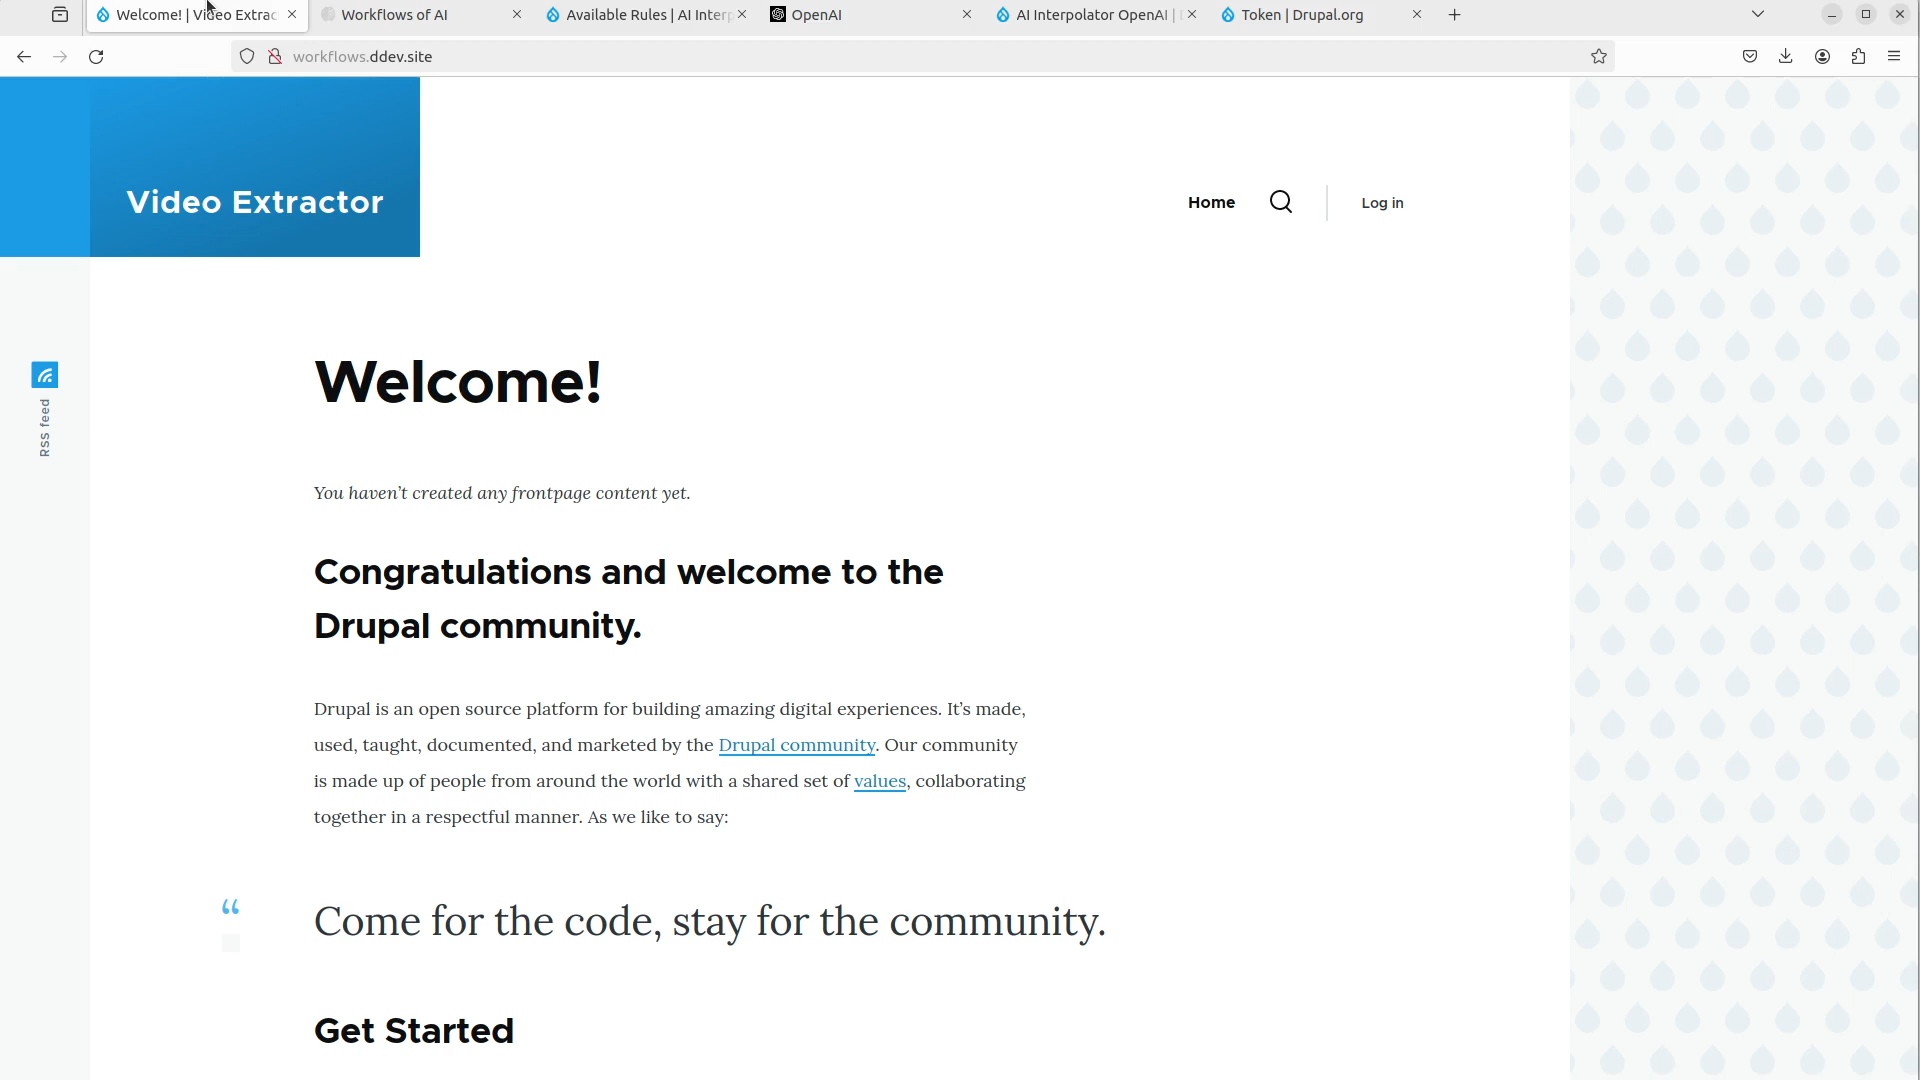 Welcome! | Video Extrac
Workflows of AI
Available Rules | AI Interp
OpenAI
AI Interpolator OpenAI |
Token | Drupal.org
workflows.ddev.site
Video Extractor
Home
Log in
RSS feed
Welcome!
You haven’t created any frontpage content yet.
Congratulations and welcome to the
Drupal community.
Drupal is an open source platform for building amazing digital experiences. It’s made,
used, taught, documented, and marketed by the Drupal community. Our community
is made up of people from around the world with a shared set of values, collaborating
together in a respectful manner. As we like to say:
“
Come for the code, stay for the community.
Get Started